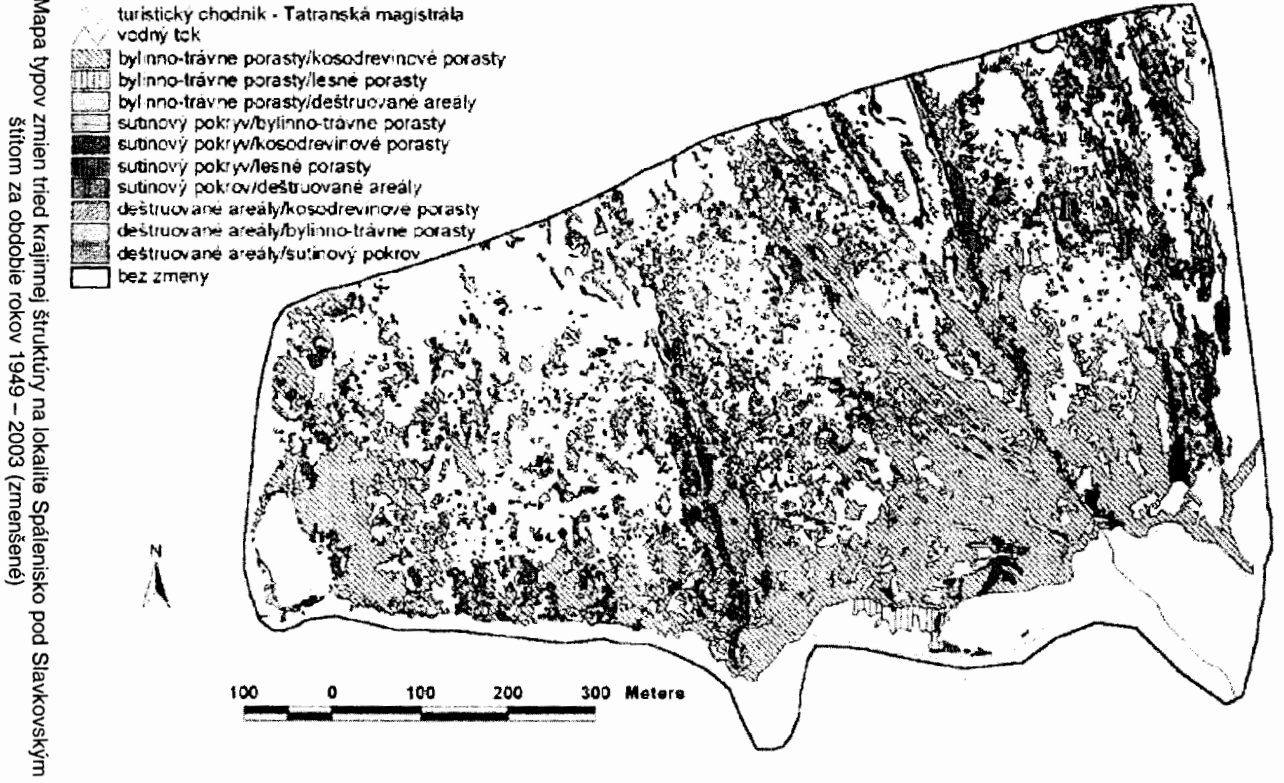 turistický chodník - Tatranská magistrála
vodný tok
bylinno-trávne porasty/kosodrevinové porasty
bylinno-trávne porasty/lesné porasty
bylinno-trávne porasty/deštruované areály
sutinový pokryv/bylinno-trávne porasty
sutinový pokryv/kosodrevinové porasty
sutinový pokryv/lesné porasty
sutinový pokrov/deštruované areály
deštruované areály/kosodrevinové porasty
deštruované areály/bylinno-trávne porasty
deštruované areály/sutinový pokrov
bez zmeny
N
100 0 100 200 300 Meters
Mapa typov zmien tried krajinnej štruktúry na lokalite Spálenisko pod Slavkovským
štítom za obdobie rokov 1949 – 2003 (zmenšené)